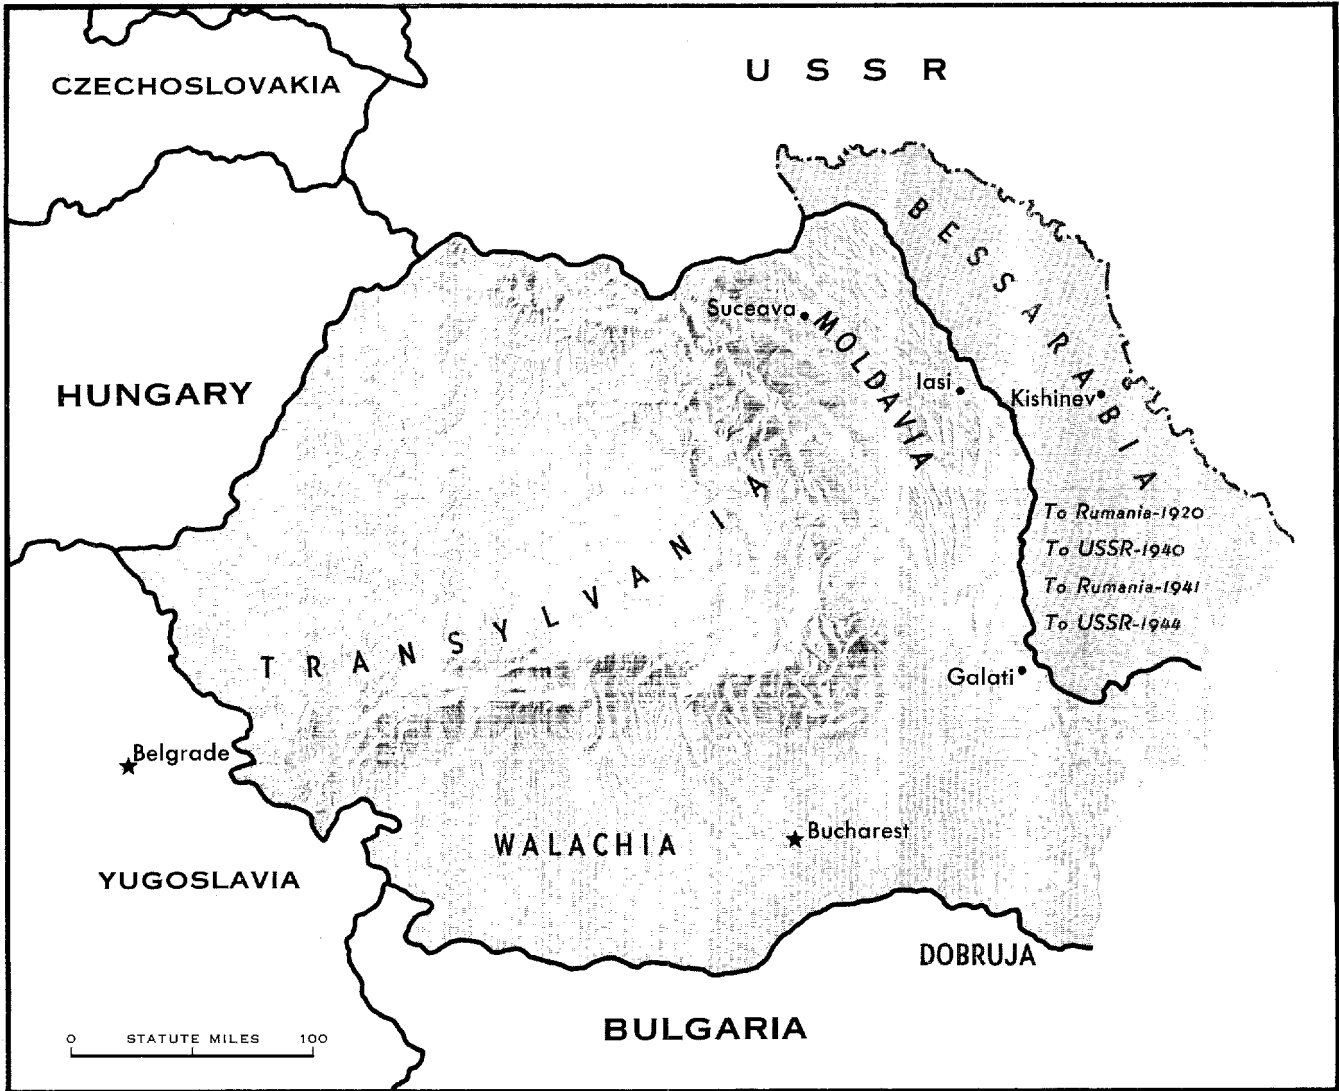 USSR
CZECHOSLOVAKIA
BESSARABIA
Suceava
MOLDAVIA
HUNGARY
Iasi
Kishinev
To Rumania-1920
To USSR-1940
To Rumania-1941
To USSR-1944
TRANSYLVANIA
Galati
Belgrade
WALACHIA
Bucharest
YUGOSLAVIA
DOBRUJA
BULGARIA
0 STATUTE MILES 100